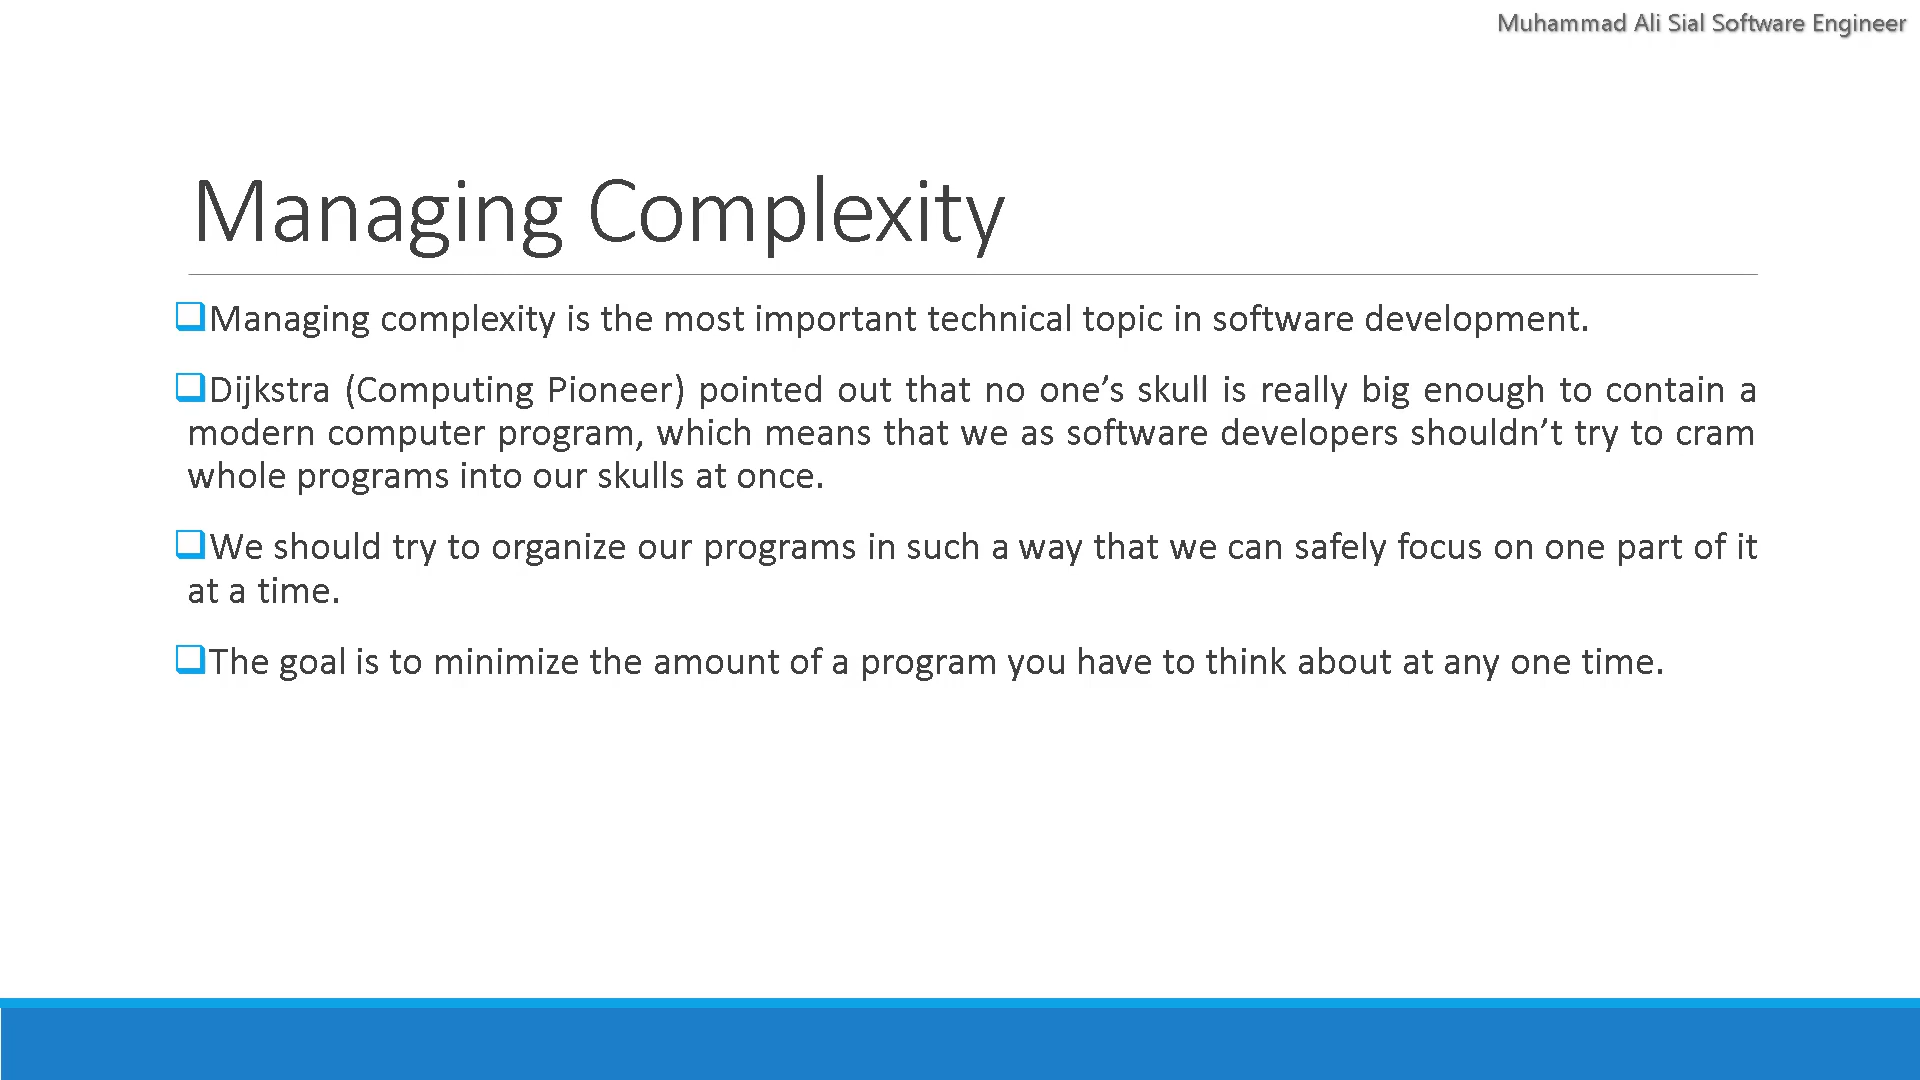 Muhammad Ali Sial Software Engineer
Managing Complexity
❑Managing complexity is the most important technical topic in software development.
❑Dijkstra (Computing Pioneer) pointed out that no one’s skull is really big enough to contain a
modern computer program, which means that we as software developers shouldn’t try to cram
whole programs into our skulls at once.
❑We should try to organize our programs in such a way that we can safely focus on one part of it
at a time.
❑The goal is to minimize the amount of a program you have to think about at any one time.